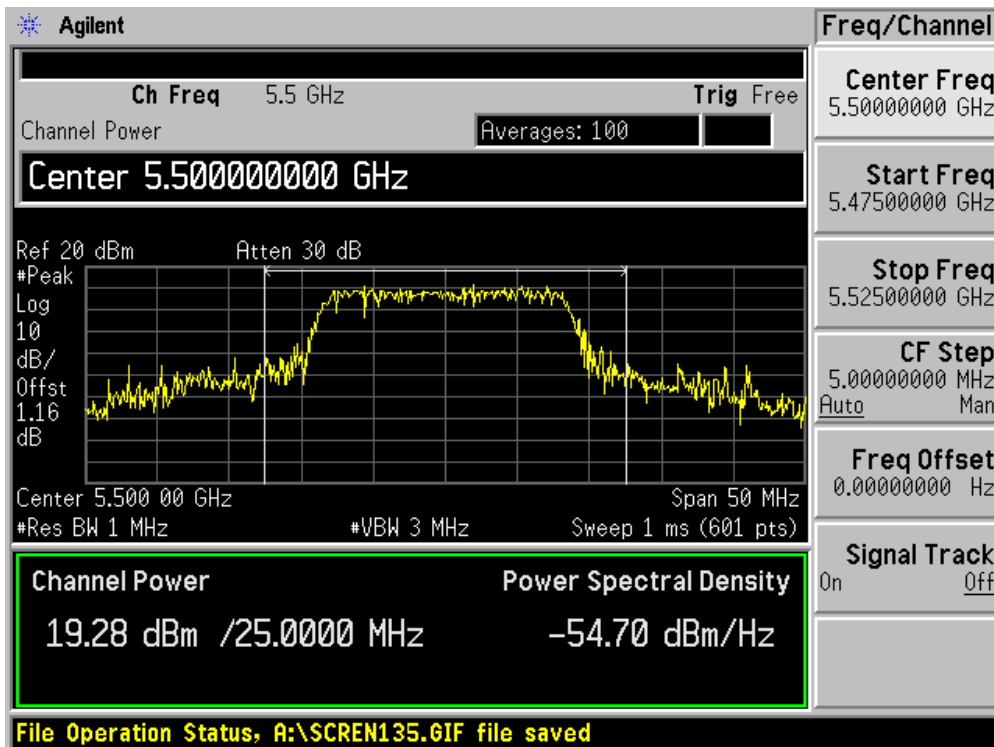 Agilent
Freq/Channel
Ch Freq 5.5 GHz Trig Free
Channel Power Averages: 100
Center 5.500000000 GHz
Ref 20 dBm Atten 30 dB
#Peak
Log
10
dB/
Offst
1.16
dB
Center 5.500 00 GHz Span 50 MHz
#Res BW 1 MHz #VBW 3 MHz Sweep 1 ms (601 pts)
Channel Power Power Spectral Density
19.28 dBm /25.0000 MHz -54.70 dBm/Hz
File Operation Status, A:\SCREN135.GIF file saved
Center Freq
5.50000000 GHz
Start Freq
5.47500000 GHz
Stop Freq
5.52500000 GHz
CF Step
5.00000000 MHz
Auto Man
Freq Offset
0.00000000 Hz
Signal Track
On Off